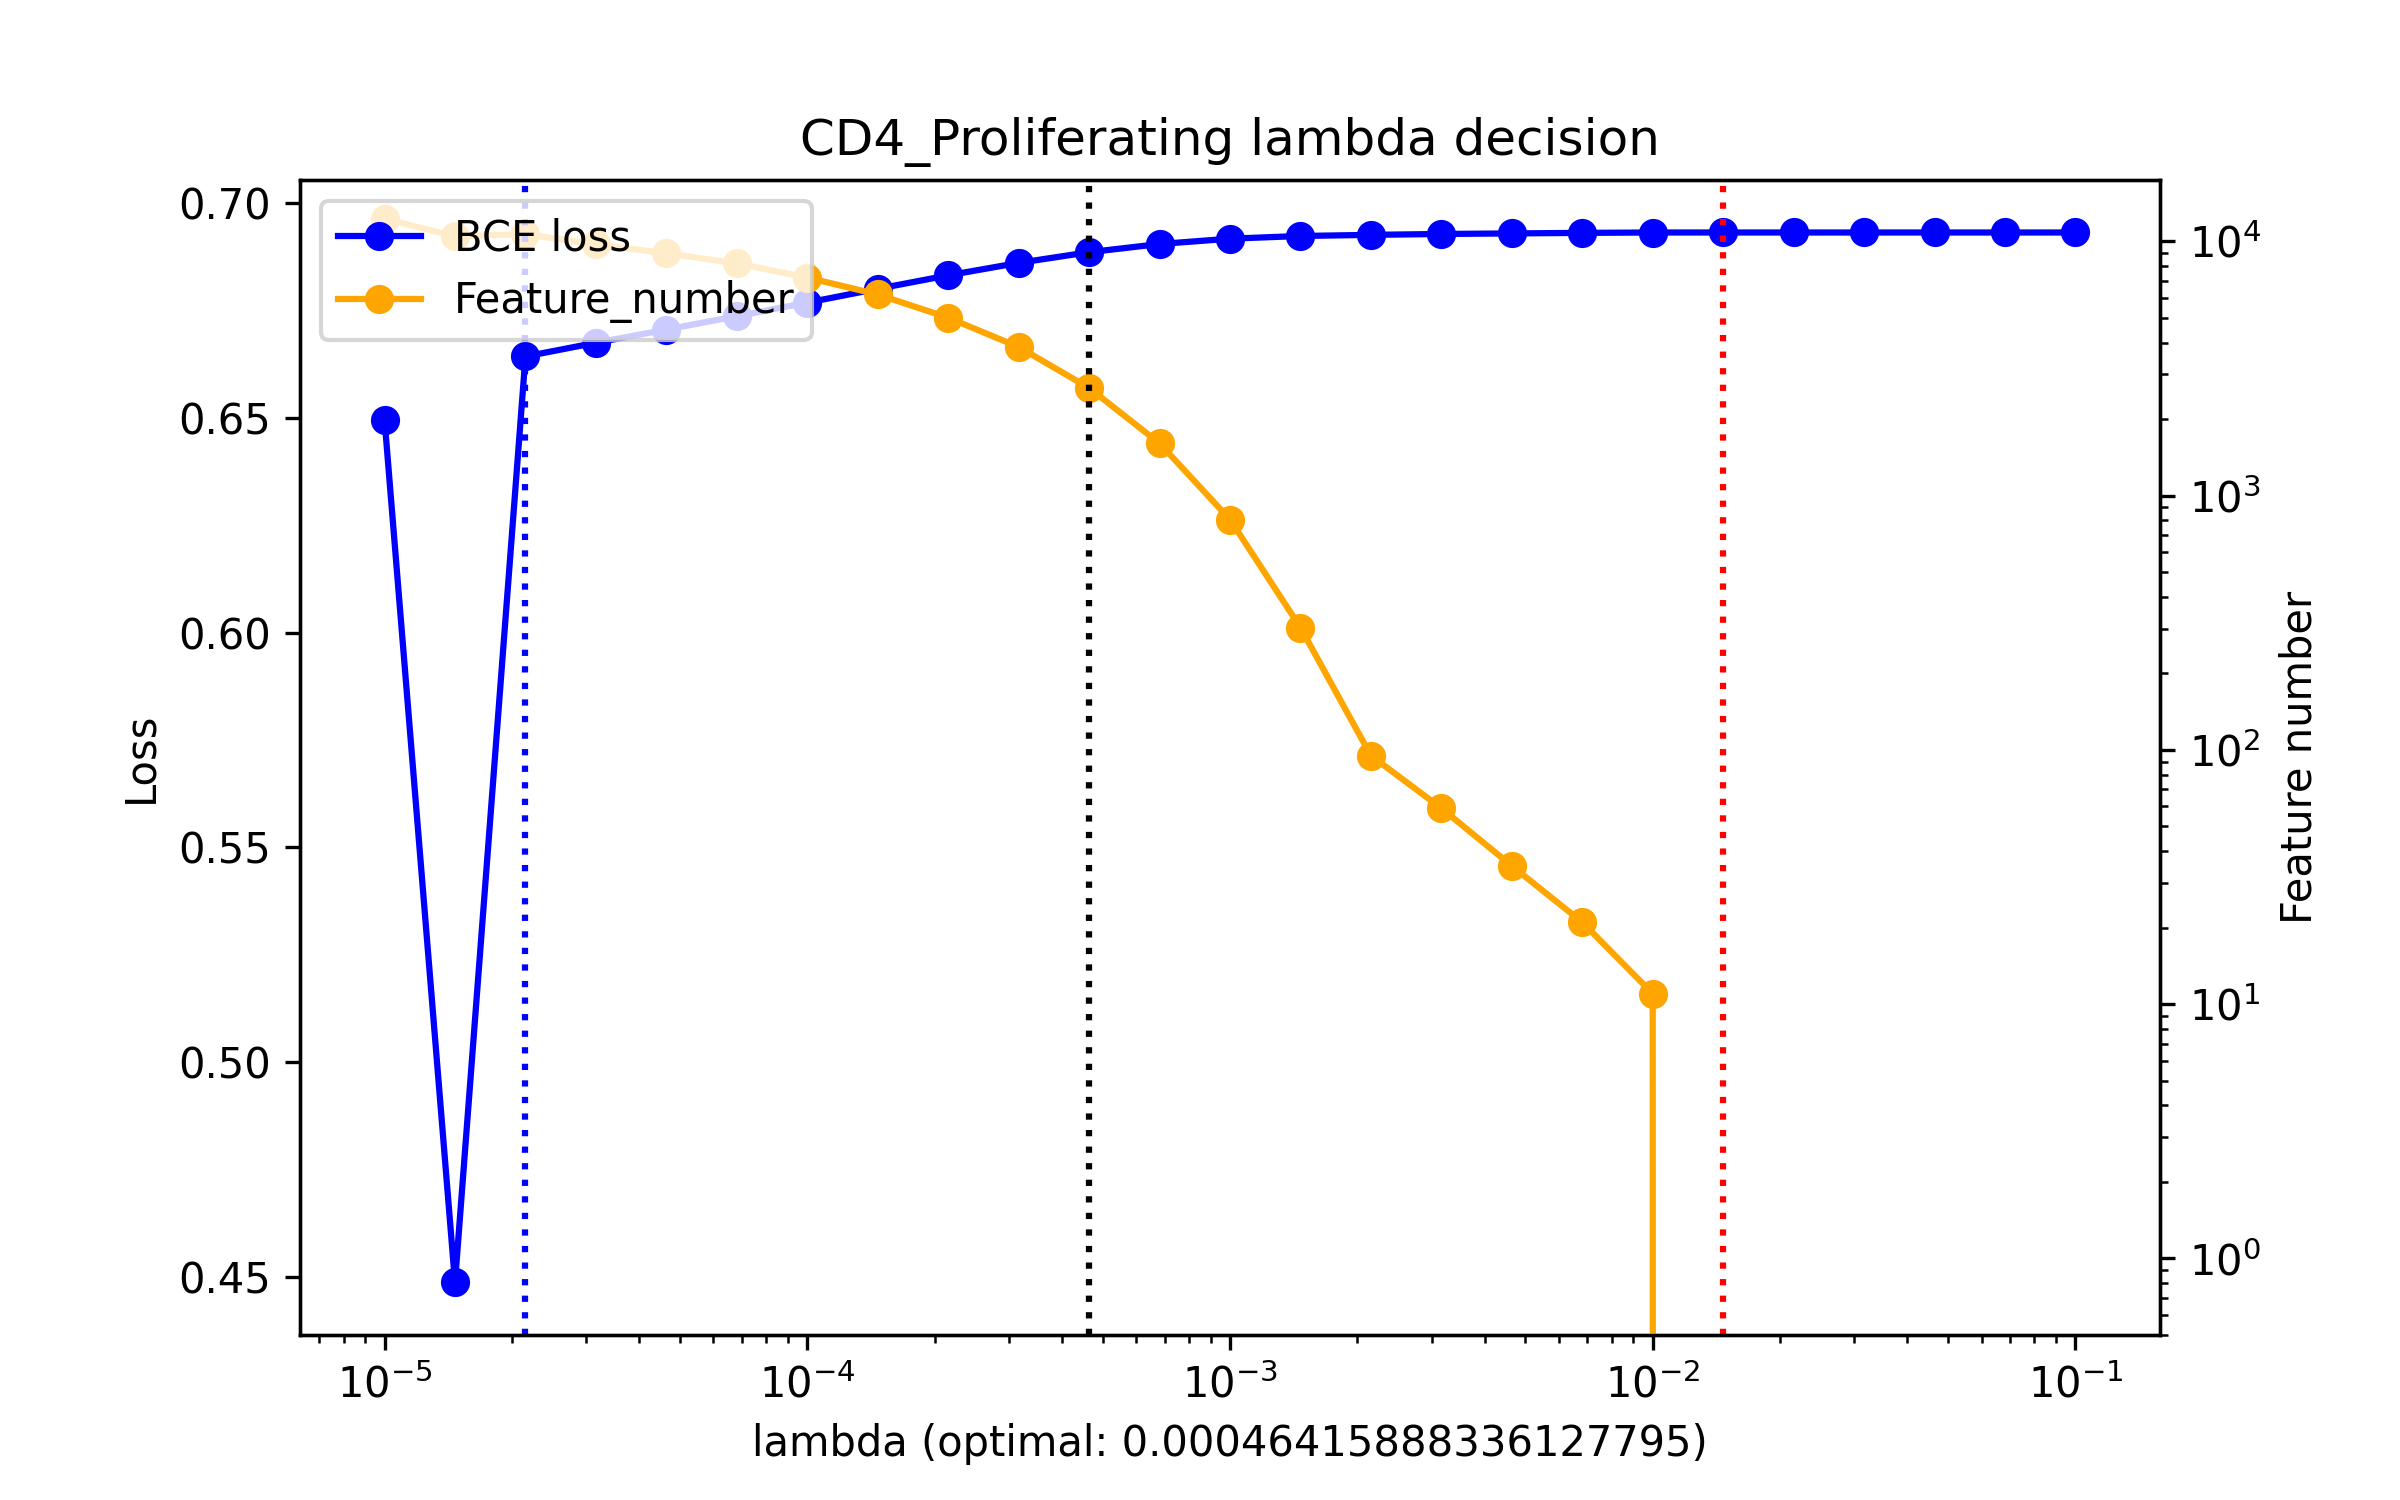 CD4_Proliferating lambda decision
BCE loss
Feature_number
0.70
0.65
0.60
0.55
0.50
0.45
Loss
10⁴
10³
10²
10¹
10⁰
Feature number
10⁻⁵ 10⁻⁴ 10⁻³ 10⁻² 10⁻¹
lambda (optimal: 0.00046415888336127795)